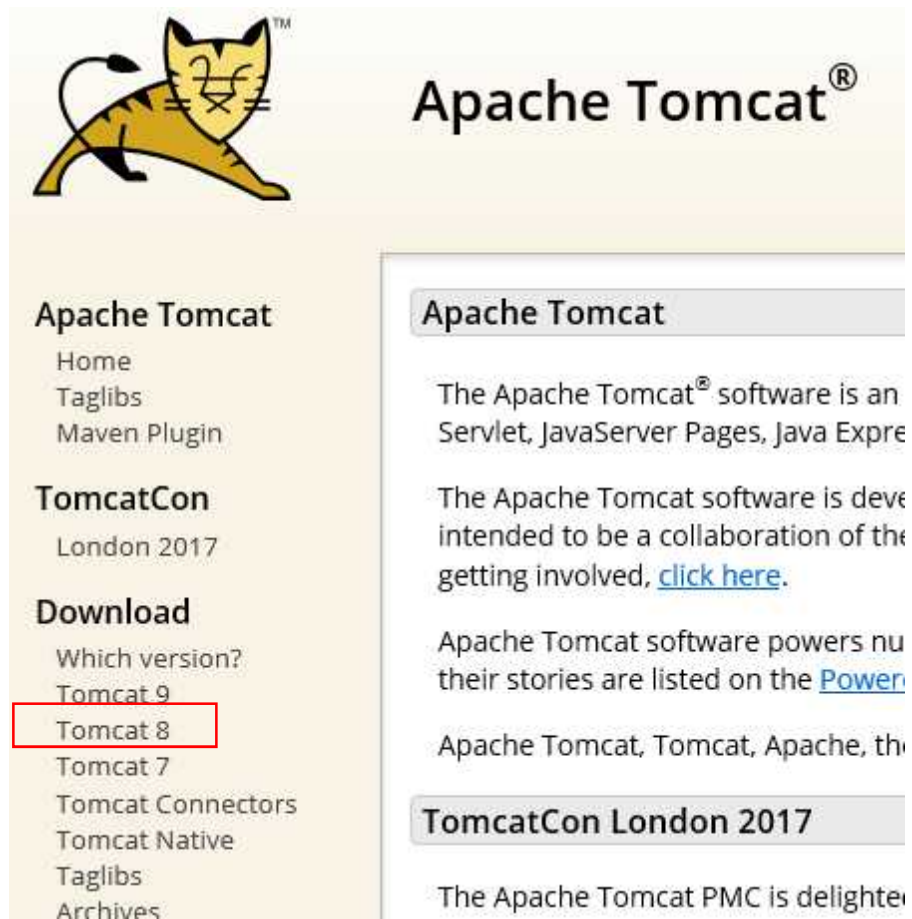 TM
Apache Tomcat®
Apache Tomcat
Home
Taglibs
Maven Plugin
TomcatCon
London 2017
Download
Which version?
Tomcat 9
Tomcat 8
Tomcat 7
Tomcat Connectors
Tomcat Native
Taglibs
Archives
Apache Tomcat
The Apache Tomcat® software is an
Servlet, JavaServer Pages, Java Expre
The Apache Tomcat software is deve
intended to be a collaboration of the
getting involved, click here.
Apache Tomcat software powers nu
their stories are listed on the Power
Apache Tomcat, Tomcat, Apache, the
TomcatCon London 2017
The Apache Tomcat PMC is delighted